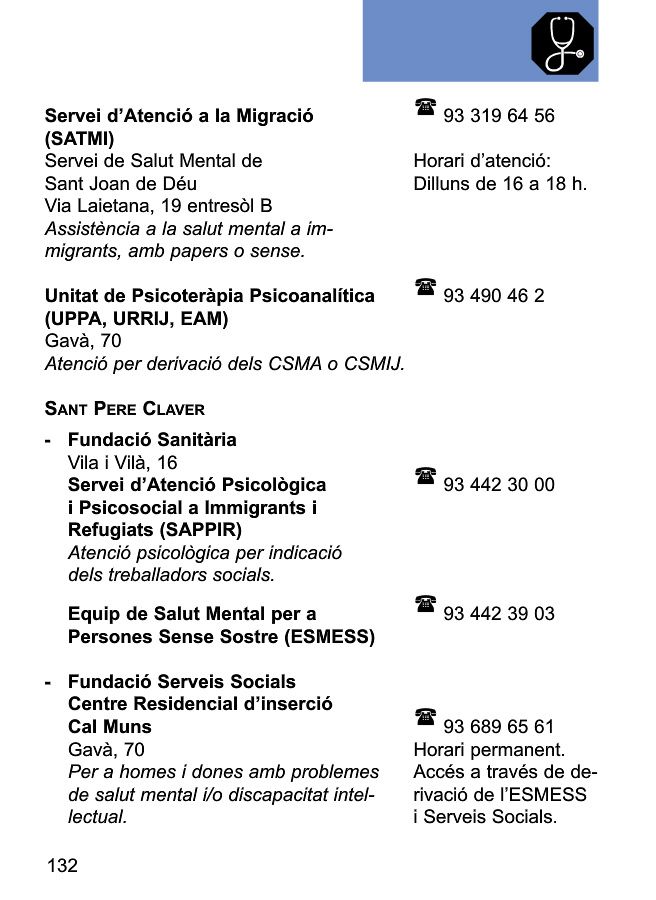 Servei d’Atenció a la Migració ☎ 93 319 64 56
(SATMI)
Servei de Salut Mental de Horari d’atenció:
Sant Joan de Déu Dilluns de 16 a 18 h.
Via Laietana, 19 entresòl B
Assistència a la salut mental a im-
migrants, amb papers o sense.
Unitat de Psicoteràpia Psicoanalítica ☎ 93 490 46 2
(UPPA, URRIJ, EAM)
Gavà, 70
Atenció per derivació dels CSMA o CSMIJ.
SANT PERE CLAVER
- Fundació Sanitària
Vila i Vilà, 16
Servei d’Atenció Psicològica ☎ 93 442 30 00
i Psicosocial a Immigrants i
Refugiats (SAPPIR)
Atenció psicològica per indicació
dels treballadors socials.
Equip de Salut Mental per a ☎ 93 442 39 03
Persones Sense Sostre (ESMESS)
- Fundació Serveis Socials
Centre Residencial d’inserció
Cal Muns ☎ 93 689 65 61
Gavà, 70 Horari permanent.
Per a homes i dones amb problemes Accés a través de de-
de salut mental i/o discapacitat intel- rivació de l’ESMESS
lectual. i Serveis Socials.
132